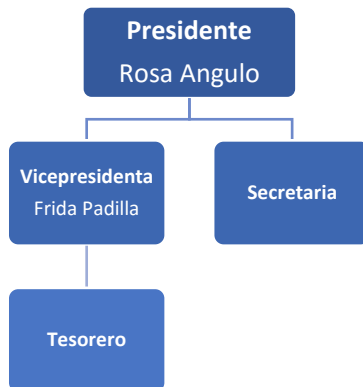 Presidente
Rosa Angulo
Vicepresidenta
Frida Padilla
Secretaria
Tesorero